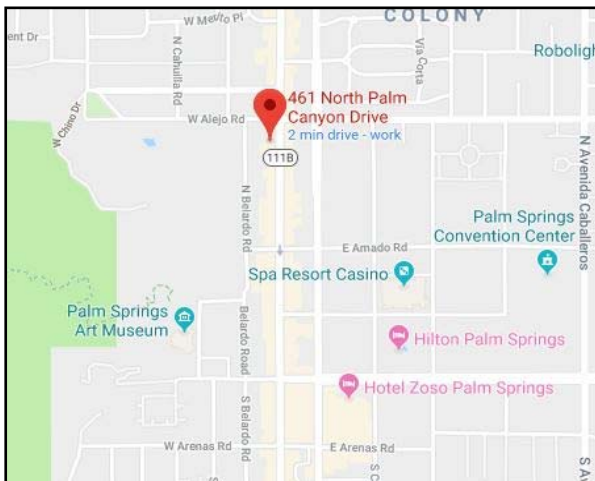 COLONY
W Merito Pl
ent Dr
N Cahuilla Rd
Via Corta
Roboligh
W Chino Dr
W Alejo Rd
461 North Palm
Canyon Drive
2 min drive - work
111B
N Belardo Rd
N Avenida Caballeros
Palm Springs
Convention Center
E Amado Rd
Spa Resort Casino
Palm Springs
Art Museum
Belardo Road
Hilton Palm Springs
Hotel Zoso Palm Springs
S Belardo Rd
W Arenas Rd
E Arenas Rd
S C
S Av